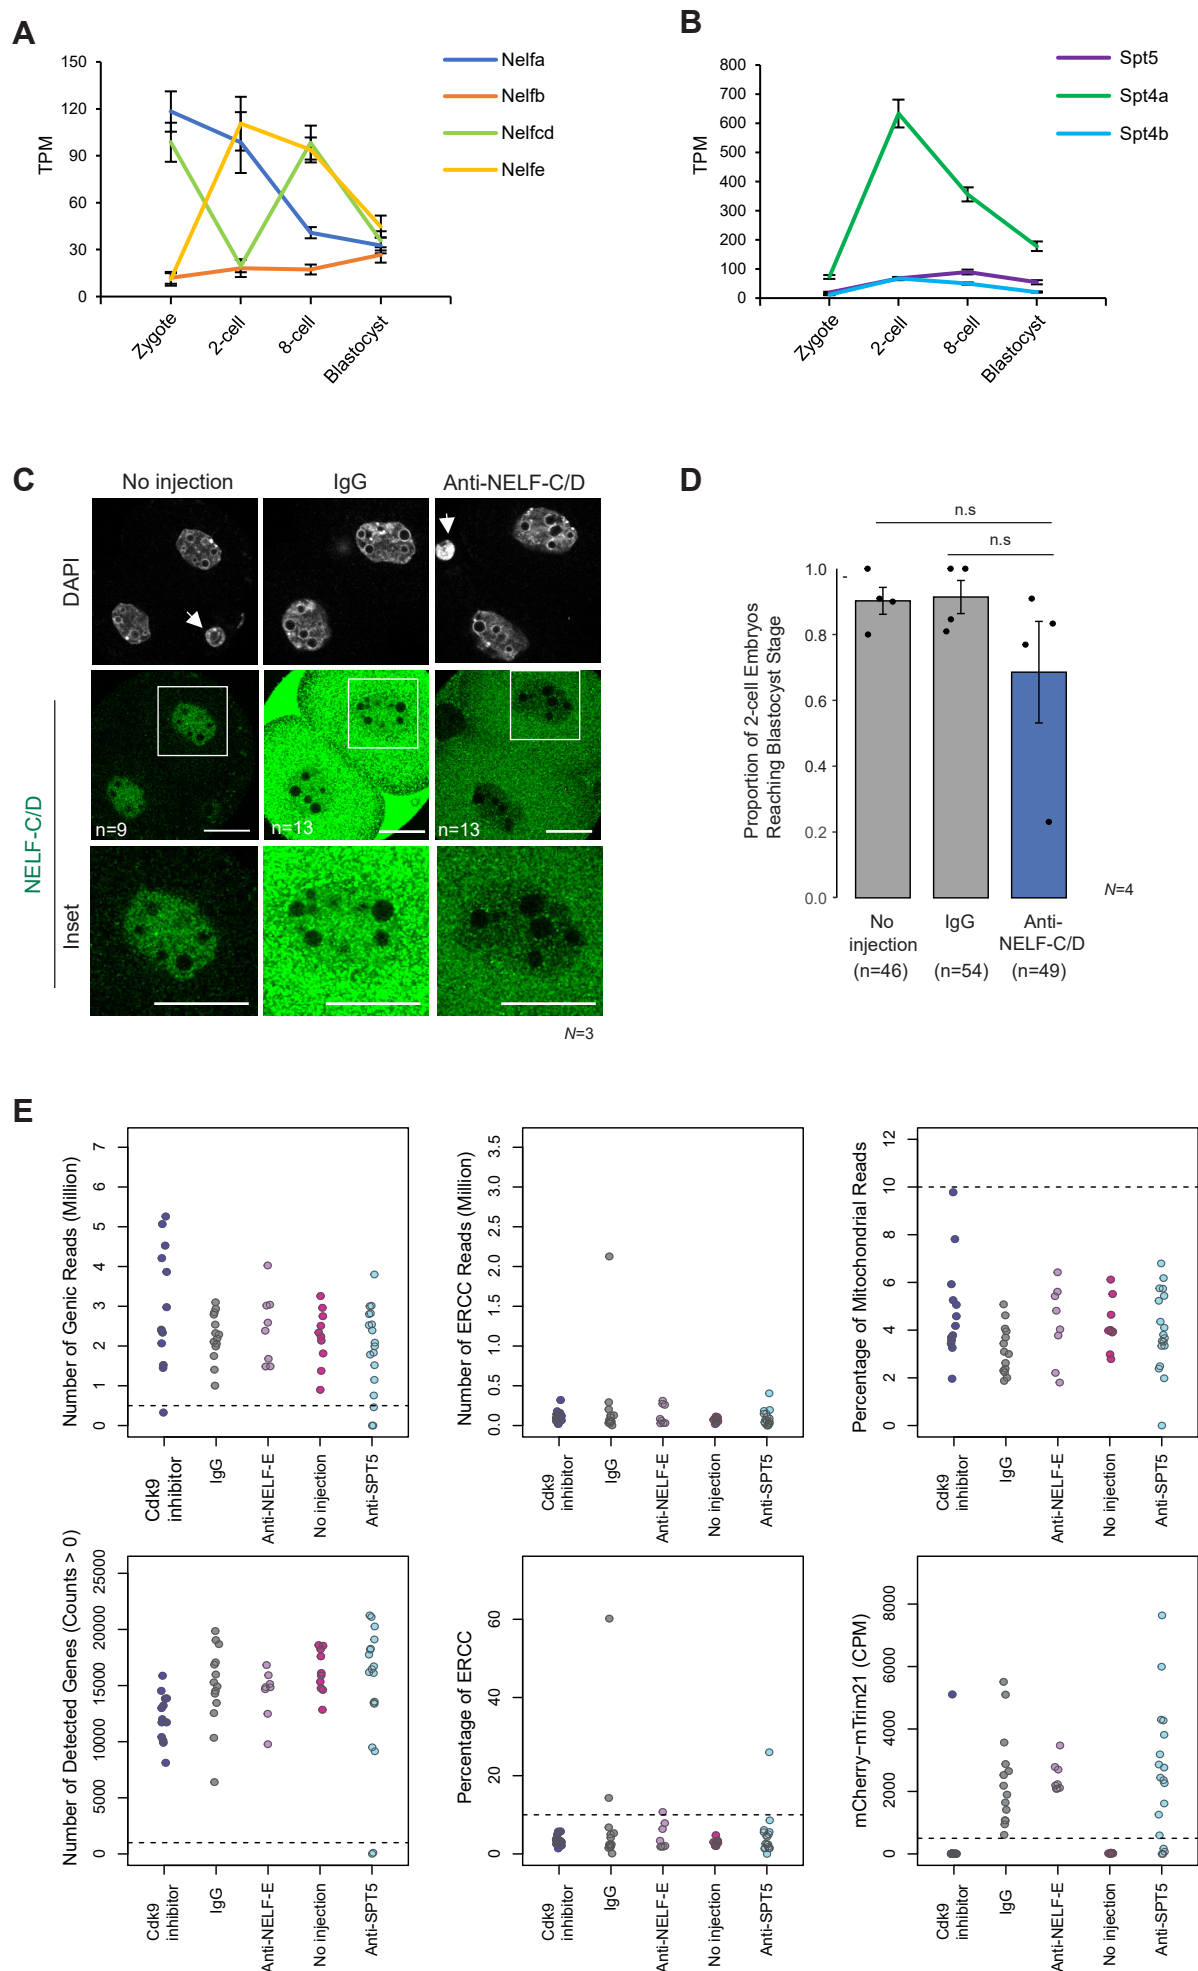 A
150
120
90
60
30
0
TPM
Zygote
2-cell
8-cell
Blastocyst
Nelfa
Nelfb
Nelfcd
Nelfe
B
800
700
600
500
400
300
200
100
0
TPM
Zygote
2-cell
8-cell
Blastocyst
Spt5
Spt4a
Spt4b
C
No injection
IgG
Anti-NELF-C/D
DAPI
NELF-C/D
Inset
n=9
n=13
n=13
N=3
D
n.s
n.s
1.0
0.8
0.6
0.4
0.2
0.0
Proportion of 2-cell Embryos
Reaching Blastocyst Stage
No
injection
(n=46)
IgG
(n=54)
Anti-
NELF-C/D
(n=49)
N=4
E
Number of Genic Reads (Million)
7
6
5
4
3
2
1
0
Cdk9
inhibitor
IgG
Anti-NELF-E
No injection
Anti-SPT5
Number of ERCC Reads (Million)
3.5
3.0
2.5
2.0
1.5
1.0
0.5
0.0
Cdk9
inhibitor
IgG
Anti-NELF-E
No injection
Anti-SPT5
Percentage of Mitochondrial Reads
12
10
8
6
4
2
0
Cdk9
inhibitor
IgG
Anti-NELF-E
No injection
Anti-SPT5
Number of Detected Genes (Counts > 0)
25000
20000
15000
10000
5000
0
Cdk9
inhibitor
IgG
Anti-NELF-E
No injection
Anti-SPT5
Percentage of ERCC
60
40
20
0
Cdk9
inhibitor
IgG
Anti-NELF-E
No injection
Anti-SPT5
mCherry−mTrim21 (CPM)
8000
6000
4000
2000
0
Cdk9
inhibitor
IgG
Anti-NELF-E
No injection
Anti-SPT5